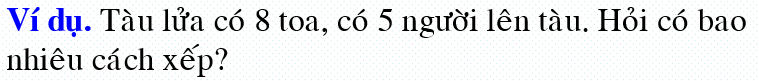 Ví dụ. Tàu lửa có 8 toa, có 5 người lên tàu. Hỏi có bao
nhiêu cách xếp?